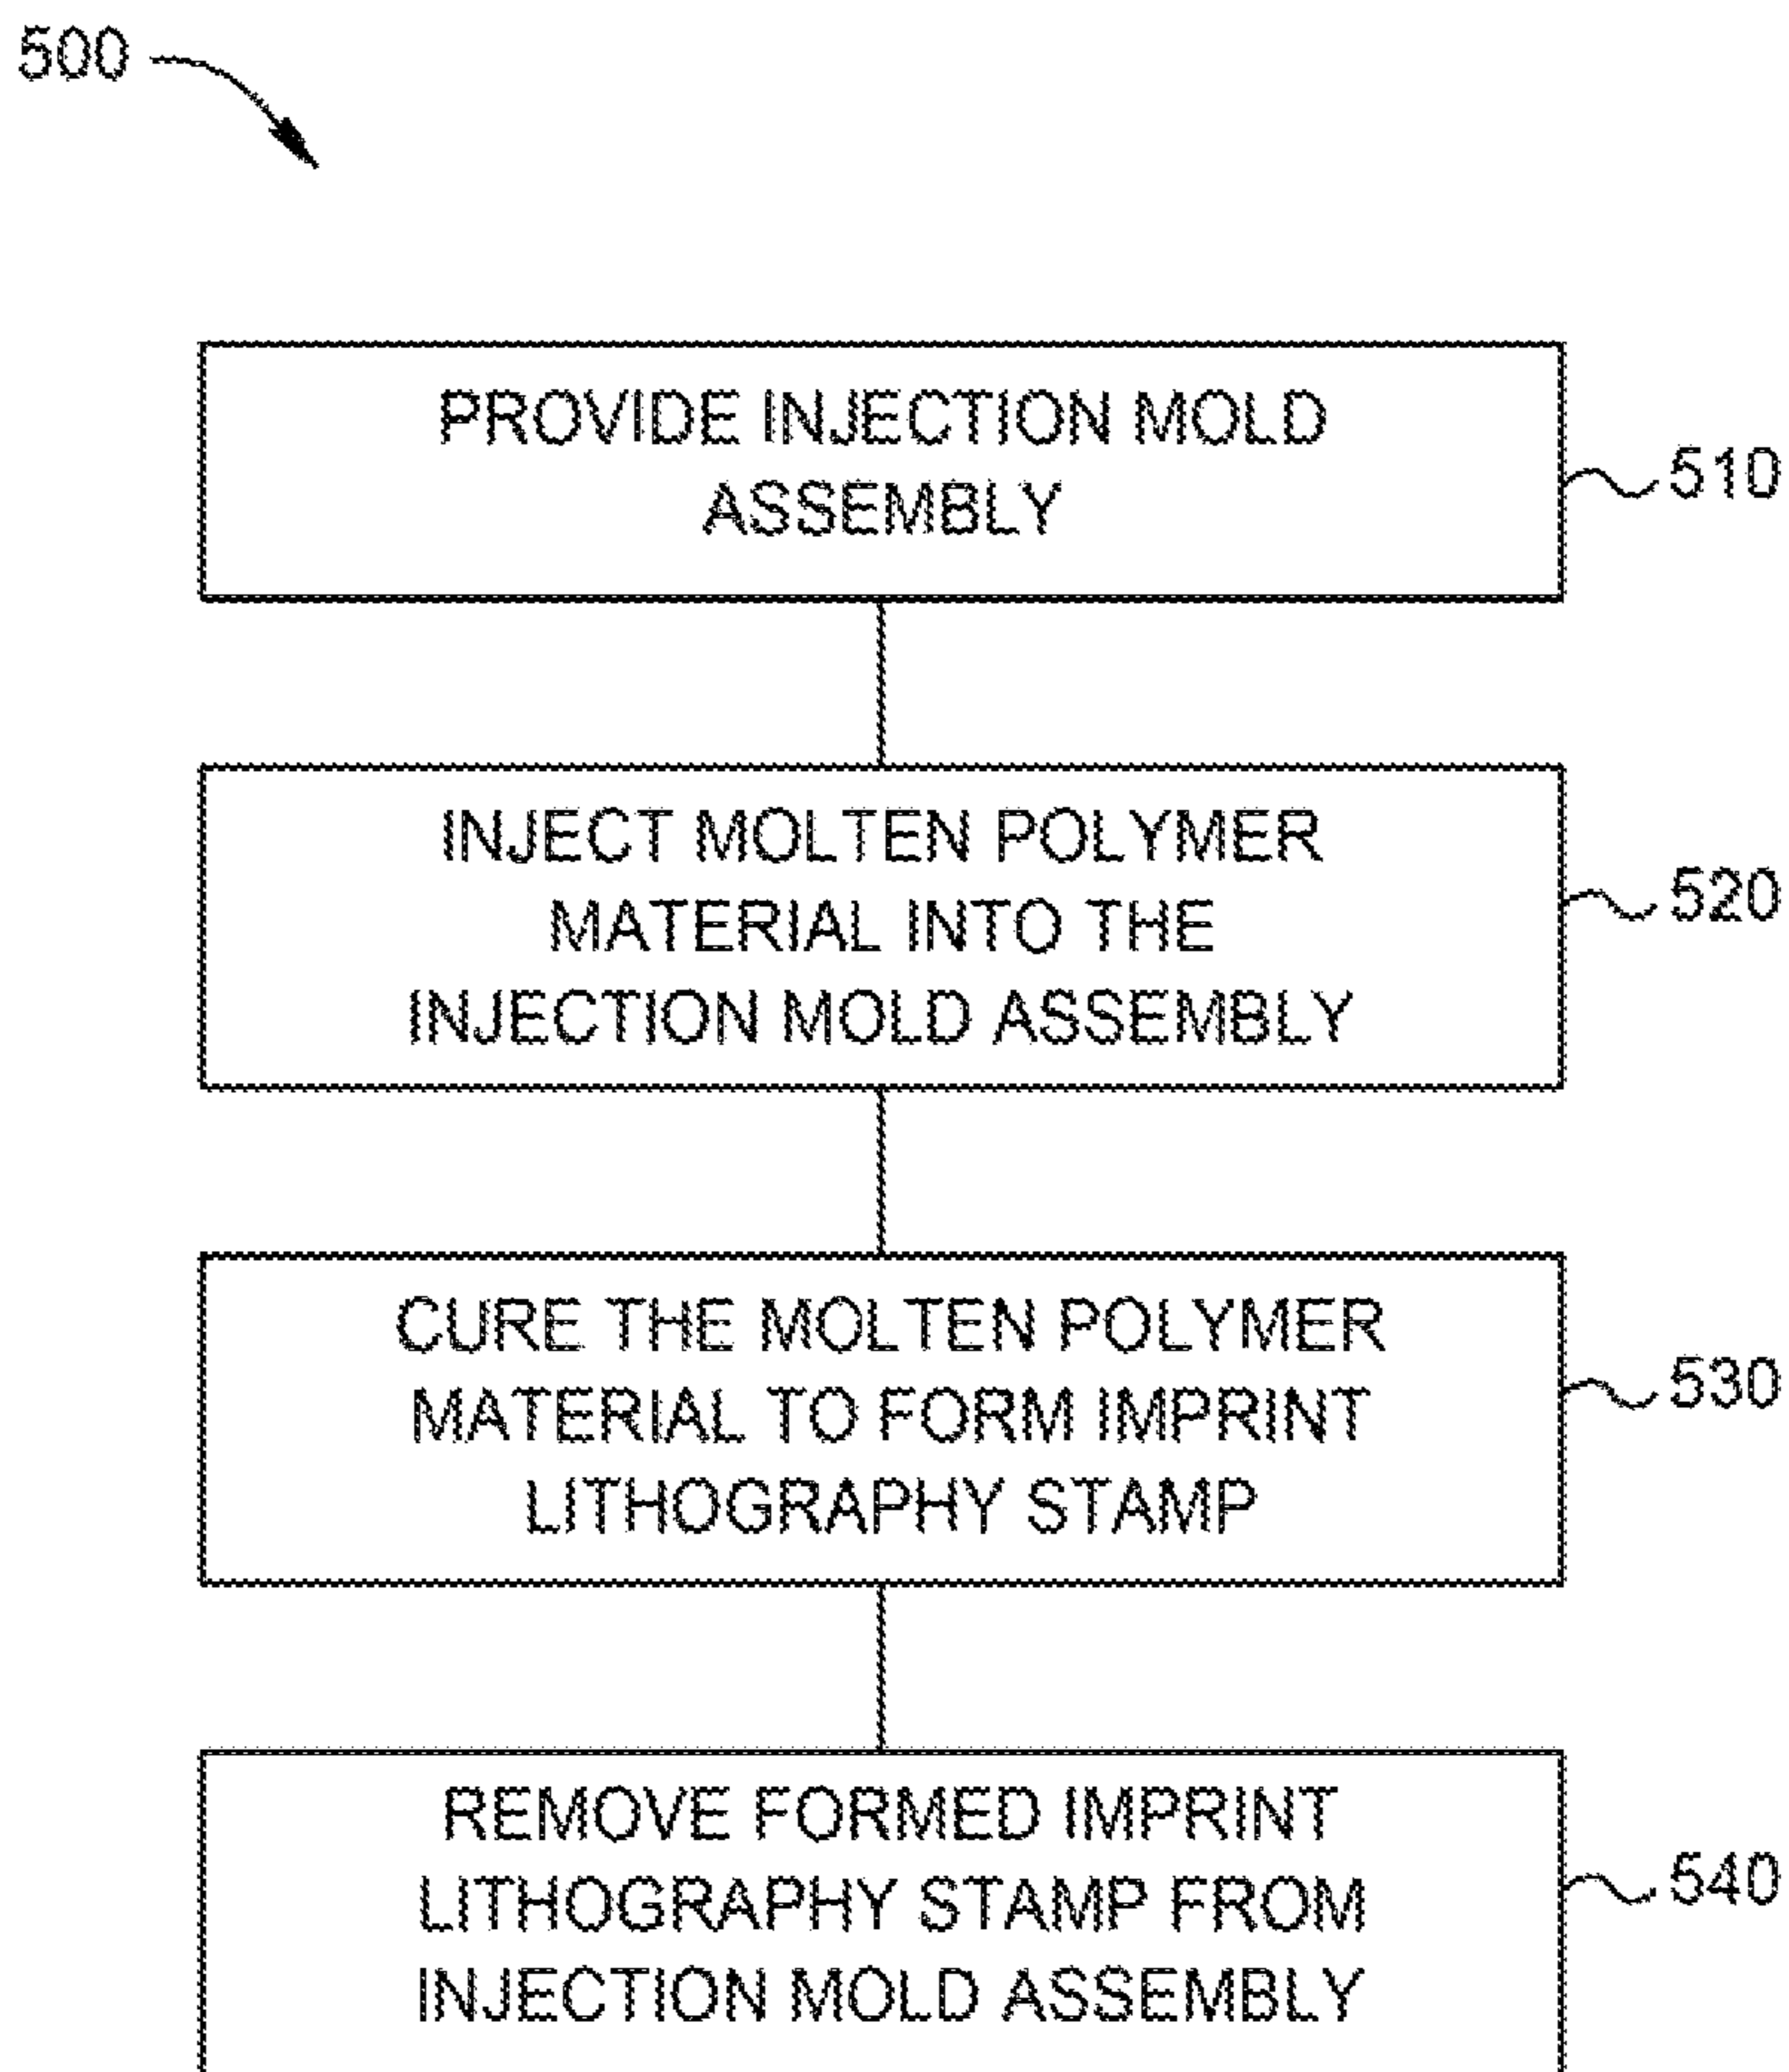 500
PROVIDE INJECTION MOLD
ASSEMBLY
510
INJECT MOLTEN POLYMER
MATERIAL INTO THE
INJECTION MOLD ASSEMBLY
520
CURE THE MOLTEN POLYMER
MATERIAL TO FORM IMPRINT
LITHOGRAPHY STAMP
530
REMOVE FORMED IMPRINT
LITHOGRAPHY STAMP FROM
INJECTION MOLD ASSEMBLY
540